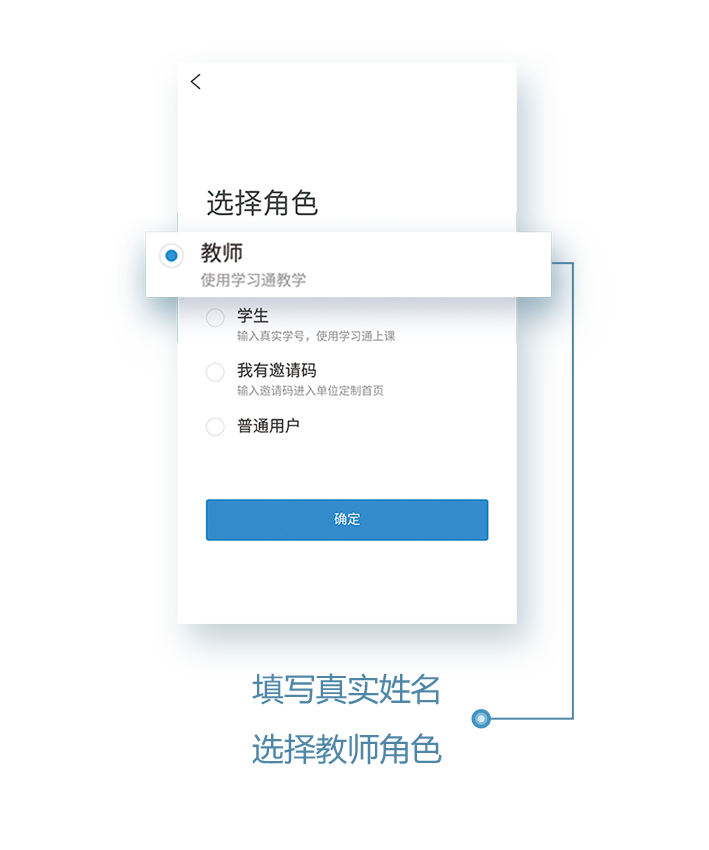 选择角色
教师
使用学习通教学
学生
输入真实学号，使用学习通上课
我有邀请码
输入邀请码进入单位定制首页
普通用户
确定
填写真实姓名
选择教师角色